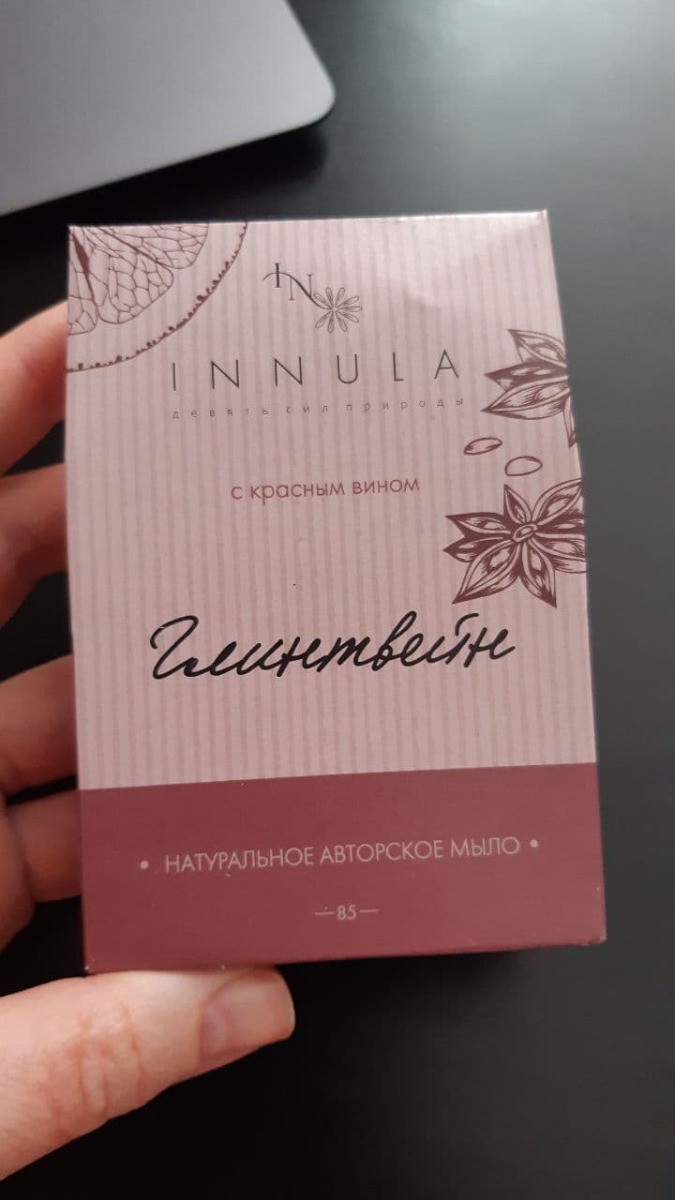 IN
INNULA
девять сил природы
с красным вином
Глинтвейн
• НАТУРАЛЬНОЕ АВТОРСКОЕ МЫЛО •
—85—